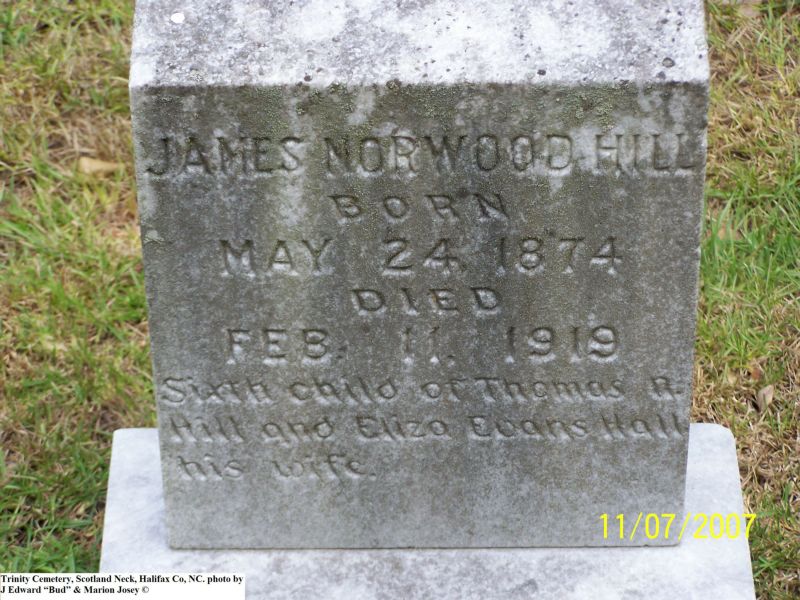 JAMES NORWOOD HILL
BORN
MAY 24, 1874
DIED
FEB. 11, 1919
Sixth child of Thomas R.
Hill and Eliza Evans Hall
his wife.
11/07/2007
Trinity Cemetery, Scotland Neck, Halifax Co, NC. photo by
J Edward “Bud” & Marion Josey ©